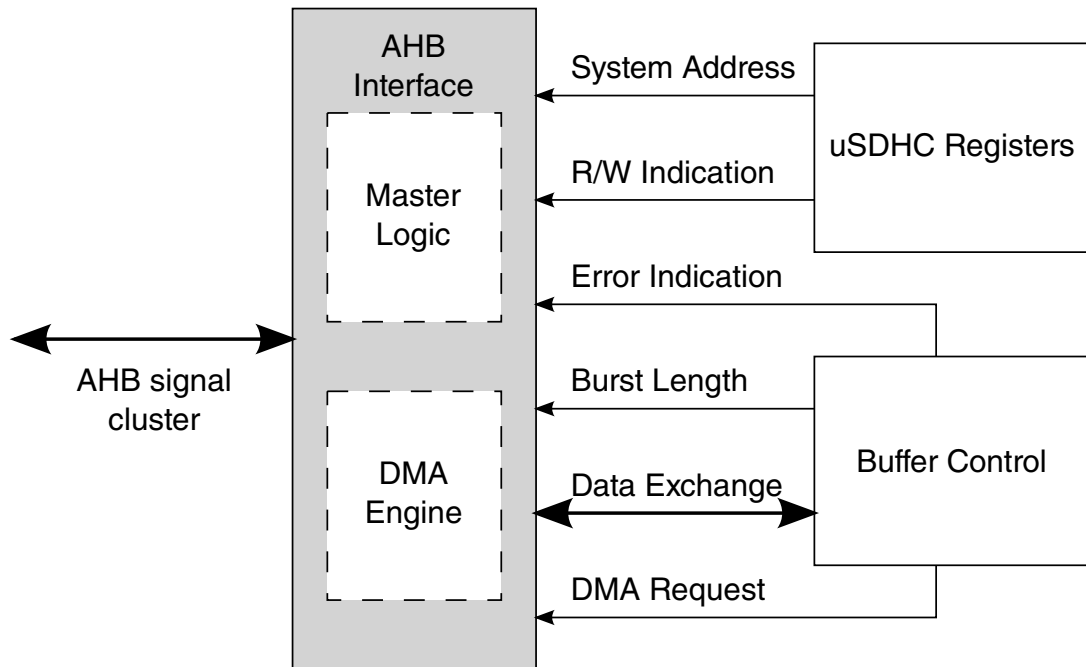 AHB
Interface
Master
Logic
DMA
Engine
AHB signal
cluster
System Address
R/W Indication
Error Indication
Burst Length
Data Exchange
DMA Request
uSDHC Registers
Buffer Control